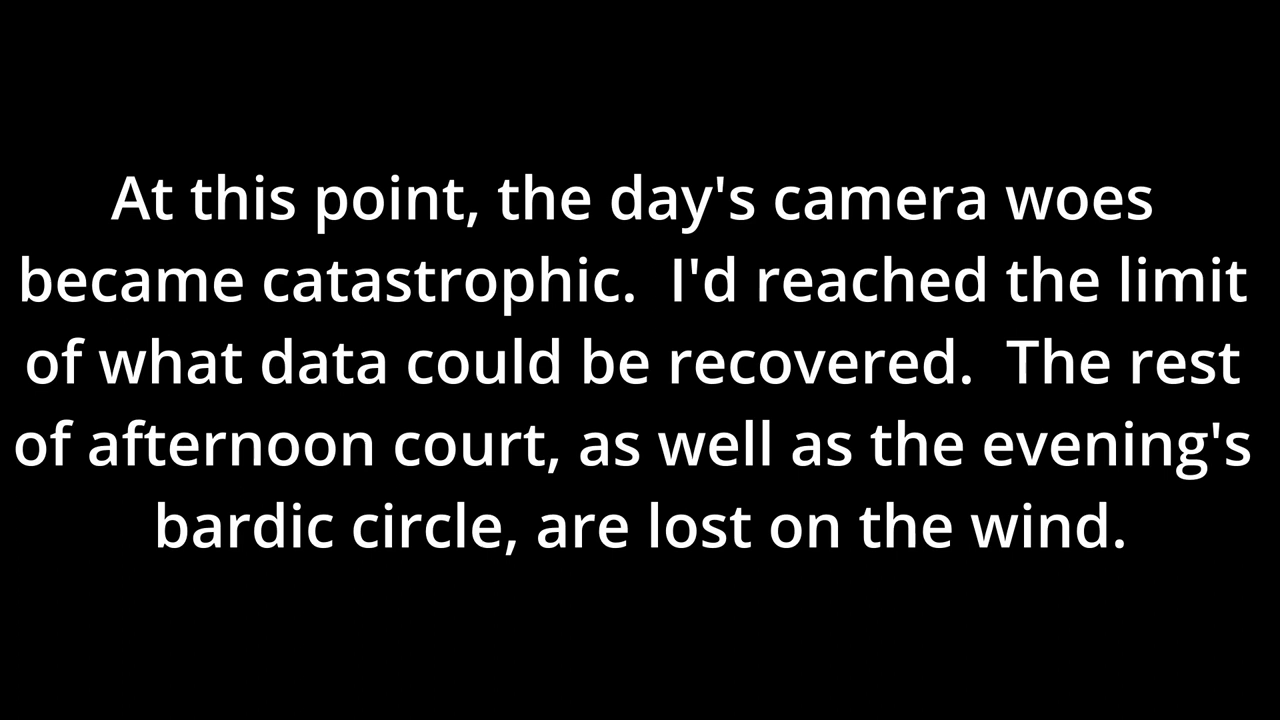 At this point, the day's camera woes
became catastrophic.  I'd reached the limit
of what data could be recovered.  The rest
of afternoon court, as well as the evening's
bardic circle, are lost on the wind.